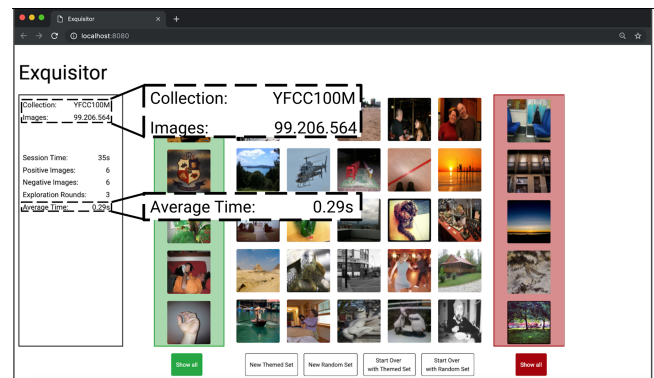 Exquisitor
localhost:8080
Exquisitor
Collection: YFCC100M
Images: 99.206.564
Collection: YFCC100M
Images: 99.206.564
Session Time: 35s
Positive Images: 6
Negative Images: 6
Exploration Rounds: 3
Average Time: 0.29s
Average Time: 0.29s
Show all
New Themed Set
New Random Set
Start Over
with Themed Set
Start Over
with Random Set
Show all